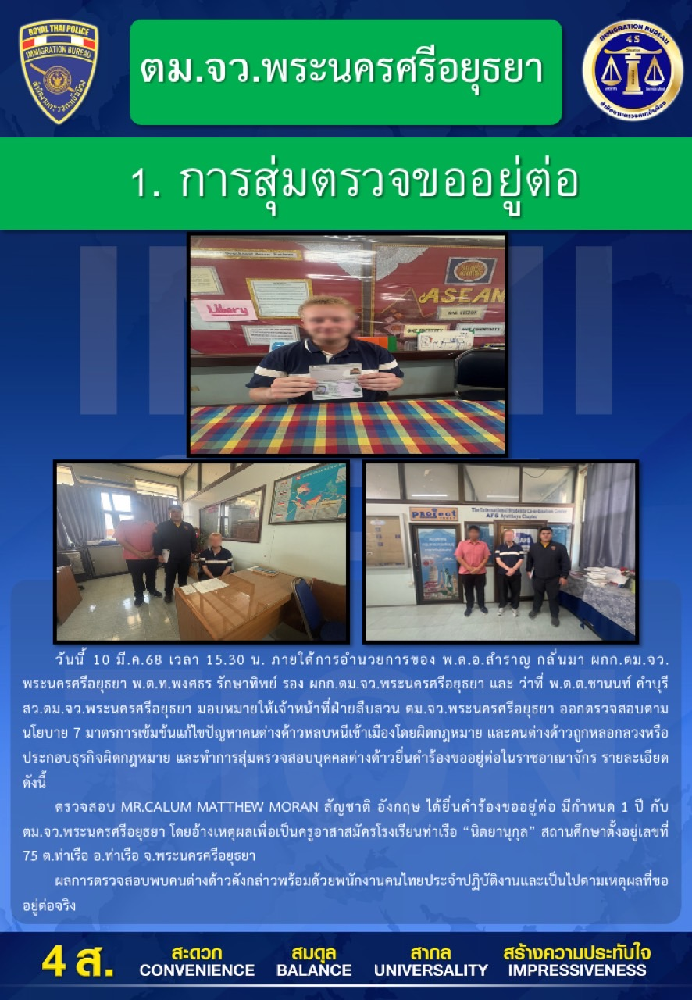 ROYAL THAI POLICE
IMMIGRATION BUREAU
สำนักงานตรวจคนเข้าเมือง
ตม.จว.พระนครศรีอยุธยา
IMMIGRATION BUREAU
4 S
Security
Service Mind
สำนักงานตรวจคนเข้าเมือง
1. การสุ่มตรวจขออยู่ต่อ
Libery
ASEAN
ONE VISION
ONE IDENTITY
ONE COMMUNITY
project
The International Students Co-ordination Center
AFS Ayutthaya Chapter
AFS
วันนี้ 10 มี.ค.68 เวลา 15.30 น. ภายใต้การอำนวยการของ พ.ต.อ.สำราญ กลั่นมา ผกก.ตม.จว.
พระนครศรีอยุธยา พ.ต.ท.พงศธร รักษาทิพย์ รอง ผกก.ตม.จว.พระนครศรีอยุธยา และ ว่าที่ พ.ต.ต.ชานนท์ คำบุรี
สว.ตม.จว.พระนครศรีอยุธยา มอบหมายให้เจ้าหน้าที่ฝ่ายสืบสวน ตม.จว.พระนครศรีอยุธยา ออกตรวจสอบตาม
นโยบาย 7 มาตรการเข้มข้นแก้ไขปัญหาคนต่างด้าวหลบหนีเข้าเมืองโดยผิดกฎหมาย และคนต่างด้าวถูกหลอกลวงหรือ
ประกอบธุรกิจผิดกฎหมาย และทำการสุ่มตรวจสอบบุคคลต่างด้าวยื่นคำร้องขออยู่ต่อในราชอาณาจักร รายละเอียด
ดังนี้
ตรวจสอบ MR.CALUM MATTHEW MORAN สัญชาติ อังกฤษ ได้ยื่นคำร้องขออยู่ต่อ มีกำหนด 1 ปี กับ
ตม.จว.พระนครศรีอยุธยา โดยอ้างเหตุผลเพื่อเป็นครูอาสาสมัครโรงเรียนท่าเรือ “นิตยานุกูล” สถานศึกษาตั้งอยู่เลขที่
75 ต.ท่าเรือ อ.ท่าเรือ จ.พระนครศรีอยุธยา
ผลการตรวจสอบพบคนต่างด้าวดังกล่าวพร้อมด้วยพนักงานคนไทยประจำปฏิบัติงานและเป็นไปตามเหตุผลที่ขอ
อยู่ต่อจริง
4 ส.
สะดวก สมดุล สากล สร้างความประทับใจ
CONVENIENCE BALANCE UNIVERSALITY IMPRESSIVENESS